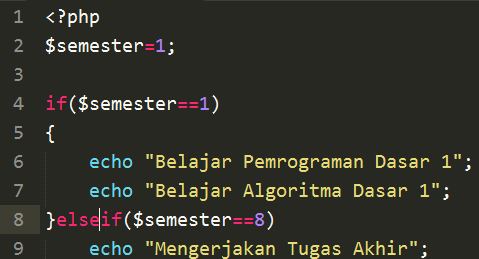 1 <?php
2 $semester=1;
3
4 if($semester==1)
5 {
6     echo "Belajar Pemrograman Dasar 1";
7     echo "Belajar Algoritma Dasar 1";
8 }elseif($semester==8)
9     echo "Mengerjakan Tugas Akhir";